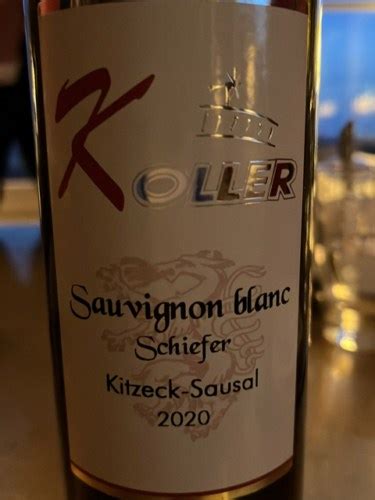 KOLLER
Sauvignon blanc
Schiefer
Kitzeck-Sausal
2020